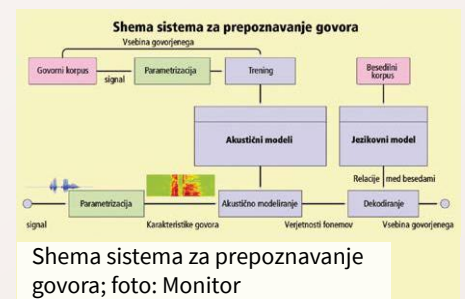 Shema sistema za prepoznavanje govora
Vsebina govorjenega
Govorni korpus
signal
Parametrizacija
Trening
Besedilni
korpus
Akustični modeli
Jezikovni model
Relacije med besedami
Parametrizacija
Akustično modeliranje
Dekodiranje
signal
Karakteristike govora
Verjetnosti fonemov
Vsebina govorjenega
Shema sistema za prepoznavanje
govora; foto: Monitor